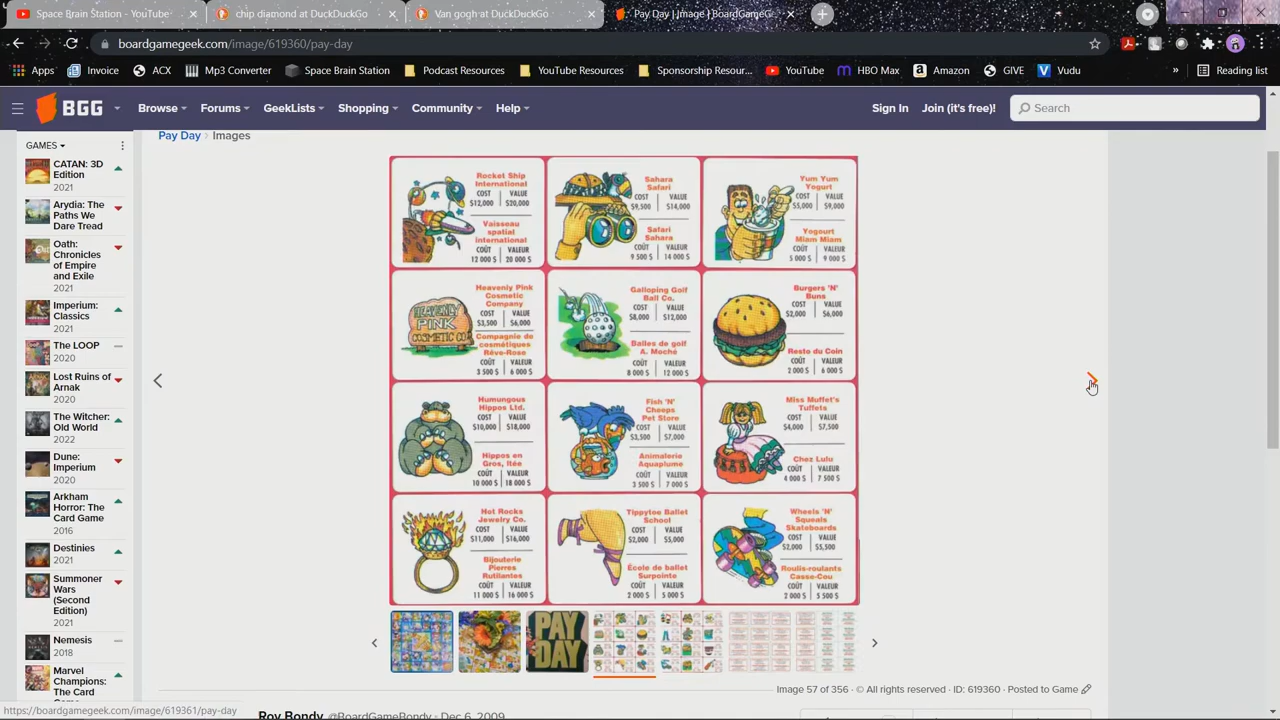 Space Brain Station - YouTube
chip diamond at DuckDuckGo
Van gogh at DuckDuckGo
Pay Day | Image | BoardGameGe
boardgamegeek.com/image/619360/pay-day
Apps
Invoice
ACX
Mp3 Converter
Space Brain Station
Podcast Resources
YouTube Resources
Sponsorship Resour...
YouTube
HBO Max
Amazon
GIVE
Vudu
»
Reading list
BGG
Browse
Forums
GeekLists
Shopping
Community
Help
Sign In
Join (it's free!)
Search
GAMES
CATAN: 3D
Edition
2021
Arydia: The
Paths We
Dare Tread
Oath:
Chronicles
of Empire
and Exile
2021
Imperium:
Classics
2021
The LOOP
2020
Lost Ruins of
Arnak
2020
The Witcher:
Old World
2022
Dune:
Imperium
2020
Arkham
Horror: The
Card Game
2016
Destinies
2021
Summoner
Wars (Second
Edition)
2021
Nemesis
2018
Marvel
Champions:
The Card
Pay Day
Images
Rocket Ship
International
COST VALUE
$12,000 $20,000
Vaisseau
spatial
international
COÛT VALEUR
12 000 $ 20 000 $
Sahara
Safari
COST VALUE
$9,500 $14,000
Safari
Sahara
COÛT VALEUR
9 500 $ 14 000 $
Yum Yum
Yogurt
COST VALUE
$5,000 $9,000
Yogourt
Miam Miam
COÛT VALEUR
5 000 $ 9 000 $
Heavenly Pink
Cosmetic
Company
COST VALUE
$3,500 $6,000
Compagnie de
cosmétiques
Rêve-Rose
COÛT VALEUR
3 500 $ 6 000 $
HEAVENLY
PINK
COSMETIC CO.
Galloping Golf
Ball Co.
COST VALUE
$8,000 $12,000
Balles de golf
A. Moché
COÛT VALEUR
8 000 $ 12 000 $
Burgers 'N'
Buns
COST VALUE
$2,000 $6,000
Resto du Coin
COÛT VALEUR
2 000 $ 6 000 $
Humungous
Hippos Ltd.
COST VALUE
$10,000 $18,000
Hippos en
Gros, ltée
COÛT VALEUR
10 000 $ 18 000 $
Fish 'N'
Cheeps
Pet Store
COST VALUE
$3,500 $7,000
Animalerie
Aquaplume
COÛT VALEUR
3 500 $ 7 000 $
Miss Muffet's
Tuffets
COST VALUE
$4,000 $7,500
Chez Lulu
COÛT VALEUR
4 000 $ 7 500 $
Hot Rocks
Jewelry Co.
COST VALUE
$11,000 $16,000
Bijouterie
Pierres
Rutilantes
COÛT VALEUR
11 000 $ 16 000 $
Tippytoe Ballet
School
COST VALUE
$2,000 $5,000
École de ballet
Surpointe
COÛT VALEUR
2 000 $ 5 000 $
Wheels 'N'
Squeals
Skateboards
COST VALUE
$2,000 $5,500
Roulis-roulants
Casse-Cou
COÛT VALEUR
2 000 $ 5 500 $
Image 57 of 356 · © All rights reserved · ID: 619360 · Posted to Game
Roy Bondy @BoardGameBondy - Dec 6, 2009
https://boardgamegeek.com/image/619361/pay-day